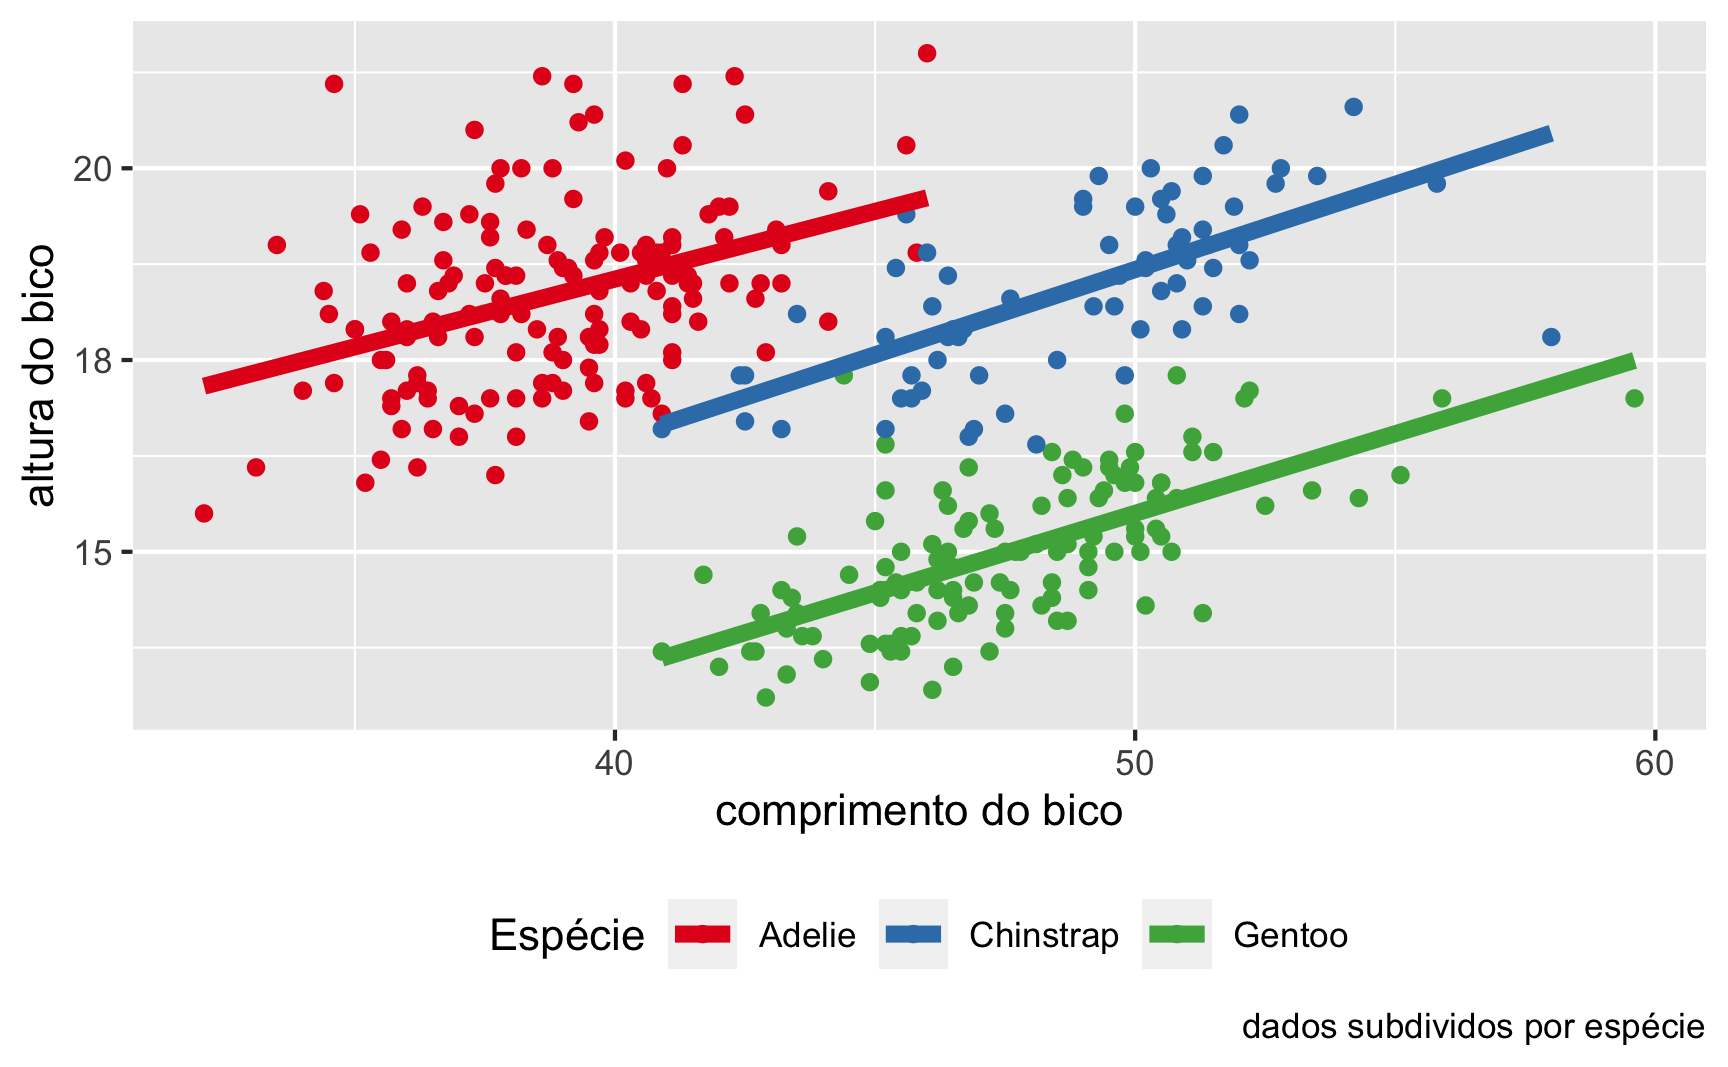 altura do bico
20
18
15
40 50 60
comprimento do bico
Espécie Adelie Chinstrap Gentoo
dados subdividos por espécie